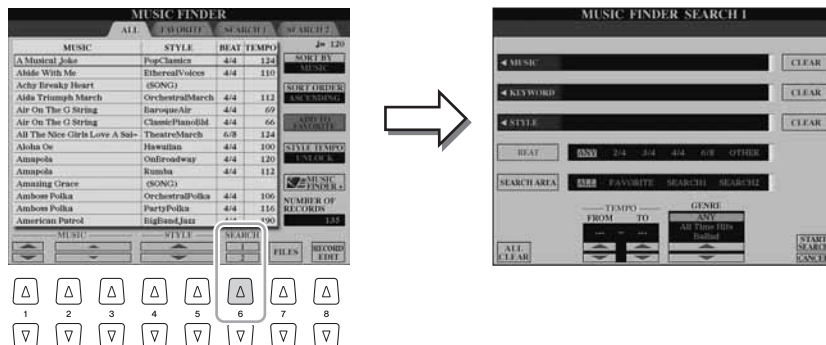 MUSIC FINDER
ALL FAVORITE SEARCH 1 SEARCH 2
MUSIC STYLE BEAT TEMPO
♩= 120
A Musical Joke PopClassics 4/4 124
Abide With Me EtherealVoices 4/4 110
Achy Breaky Heart (SONG)
Aida Triumph March OrchestralMarch 4/4 112
Air On The G String BaroqueAir 4/4 69
Air On The G String ClassicPianoBld 4/4 66
All The Nice Girls Love A Sai~ TheatreMarch 6/8 124
Aloha Oe Hawaiian 4/4 100
Amapola OnBroadway 4/4 120
Amapola Rumba 4/4 112
Amazing Grace (SONG)
Amboss Polka OrchestralPolka 4/4 106
Amboss Polka PartyPolka 4/4 116
American Patrol BigBandJazz 4/4 190
SORT BY
MUSIC
SORT ORDER
ASCENDING
ADD TO
FAVORITE
STYLE TEMPO
UNLOCK
MUSIC
FINDER+
NUMBER OF
RECORDS
135
MUSIC STYLE SEARCH
1
2
FILES
RECORD
EDIT
1 2 3 4 5 6 7 8
MUSIC FINDER SEARCH 1
MUSIC CLEAR
KEYWORD CLEAR
STYLE CLEAR
BEAT ANY 2/4 3/4 4/4 6/8 OTHER
SEARCH AREA ALL FAVORITE SEARCH1 SEARCH2
TEMPO
FROM TO
--- - ---
GENRE
ANY
All Time Hits
Ballad
ALL
CLEAR
START
SEARCH
CANCEL